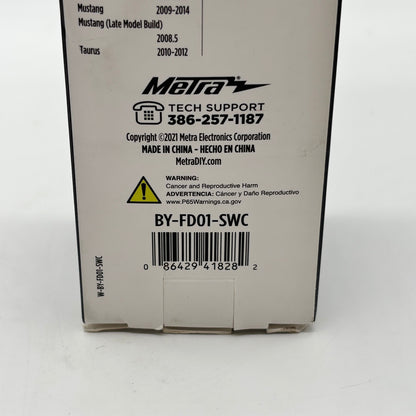 Mustang 2009-2014
Mustang (Late Model Build)
2008.5
Taurus 2010-2012
METRA
TECH SUPPORT
386-257-1187
Copyright ©2021 Metra Electronics Corporation
MADE IN CHINA - HECHO EN CHINA
MetraDIY.com
WARNING:
Cancer and Reproductive Harm
ADVERTENCIA: Cáncer y Daño Reproductivo
www.P65Warnings.ca.gov
BY-FD01-SWC
0 86429 41828 2
W-BY-FD01-SWC